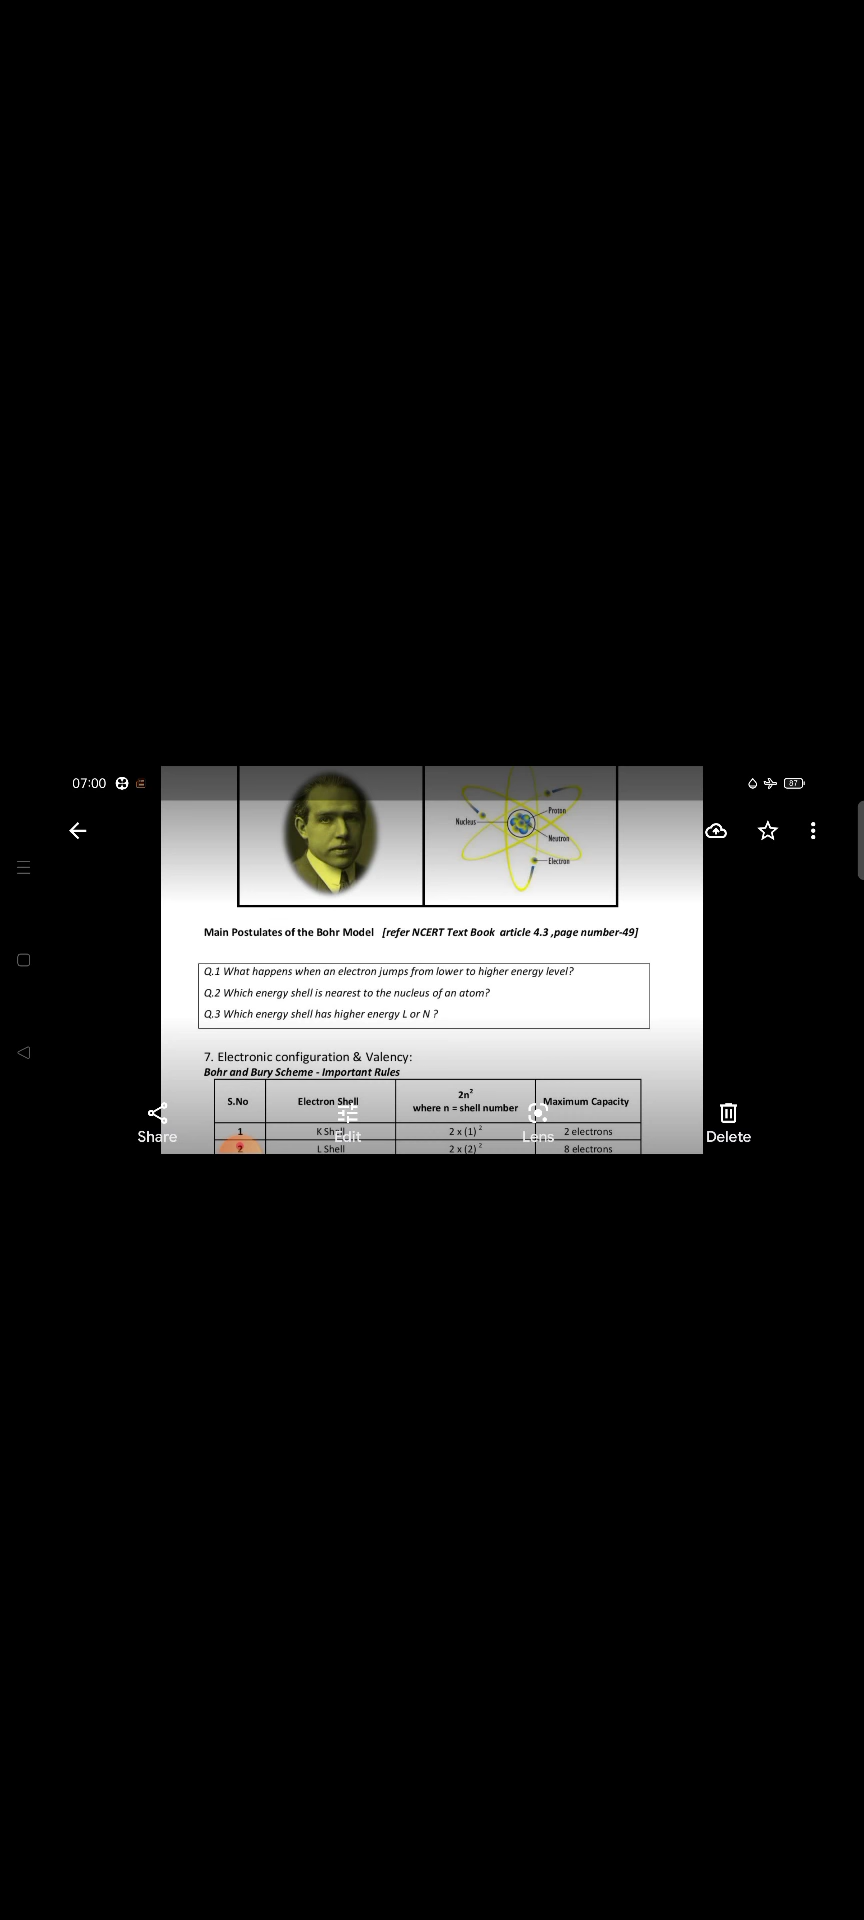 07:00
87
Nucleus
Proton
Neutron
Electron
Main Postulates of the Bohr Model [refer NCERT Text Book article 4.3 ,page number-49]
Q.1 What happens when an electron jumps from lower to higher energy level?
Q.2 Which energy shell is nearest to the nucleus of an atom?
Q.3 Which energy shell has higher energy L or N ?
7. Electronic configuration & Valency:
Bohr and Bury Scheme - Important Rules
S.No Electron Shell 2n² where n = shell number Maximum Capacity
1 K Shell 2 x (1) ² 2 electrons
2 L Shell 2 x (2) ² 8 electrons
Share Edit Lens Delete